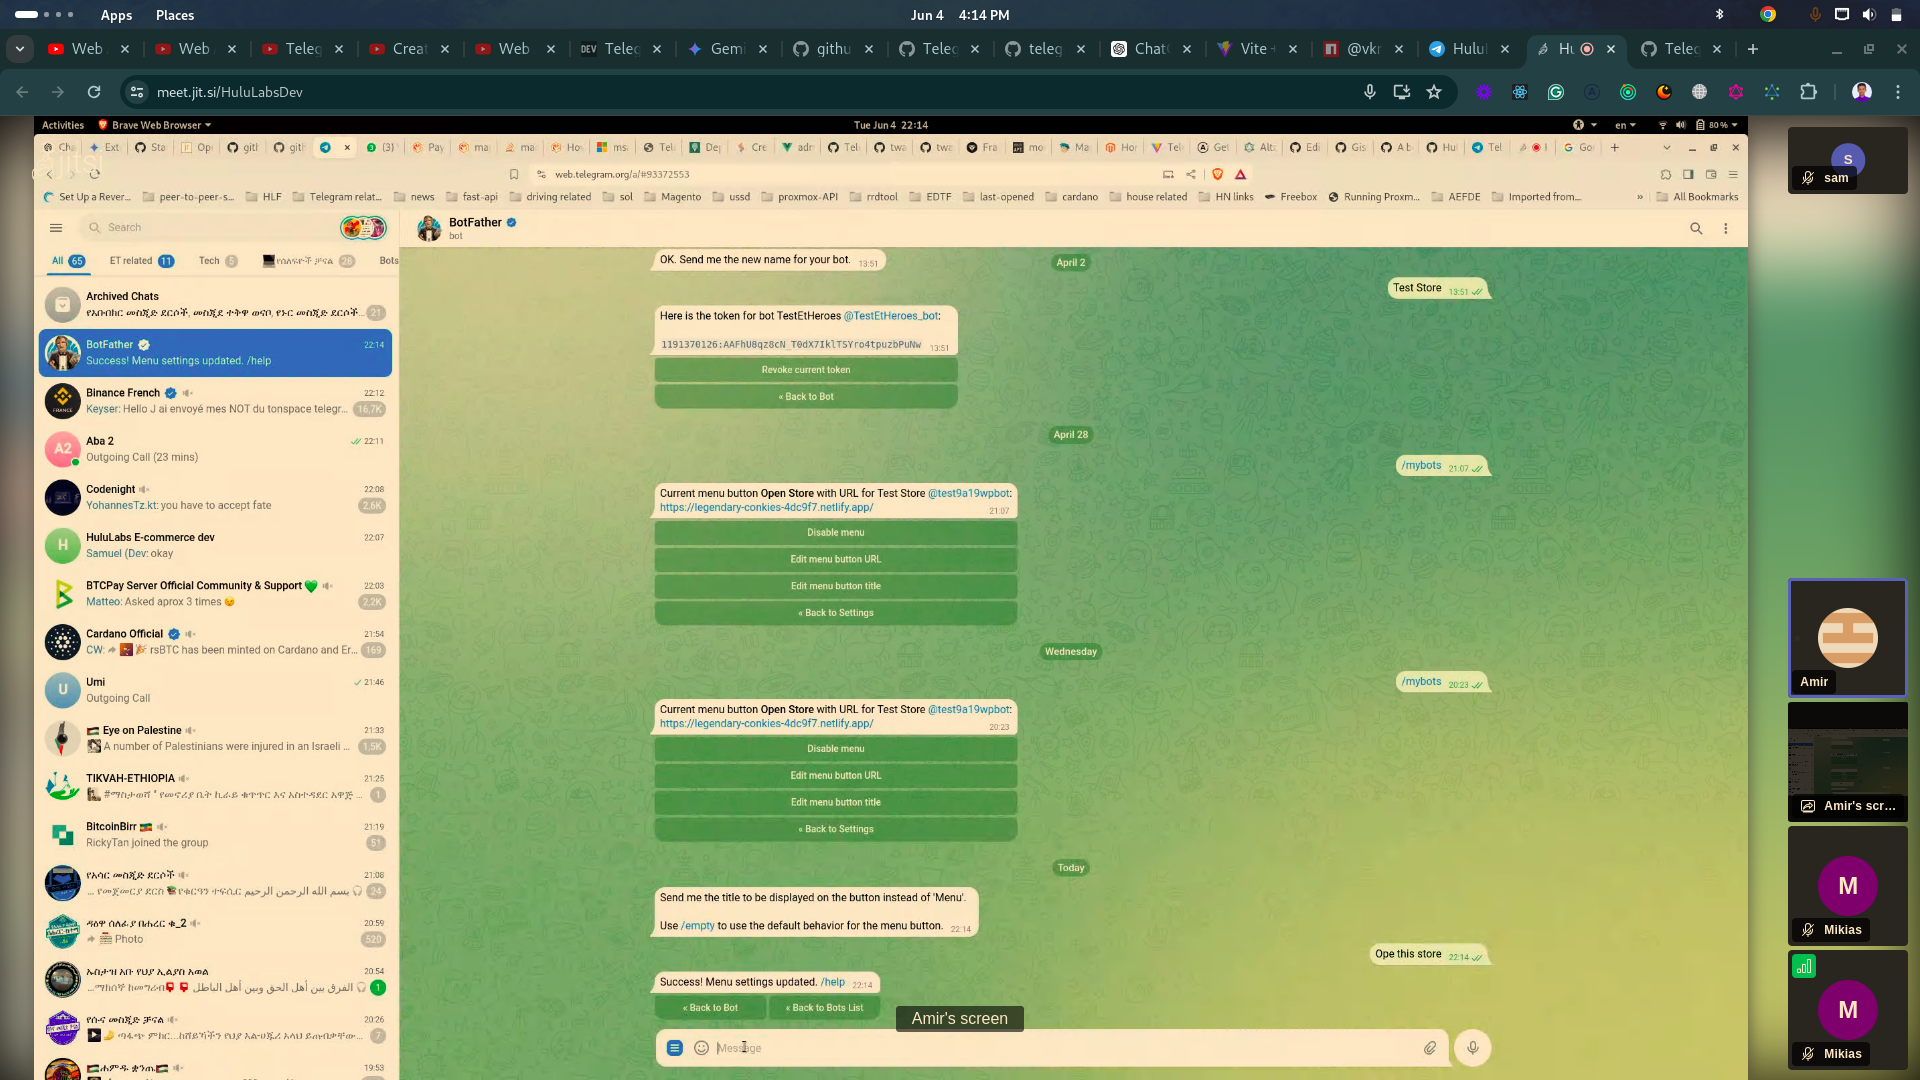 Apps Places
Jun 4 4:14 PM
Web
Web
Teleg
Creat
Web
DEV Teleg
Gemi
githu
Teleg
teleg
ChatG
Vite
@vkr
Hulul
Hu
Teleg
meet.jit.si/HuluLabsDev
Activities Brave Web Browser Tue Jun 4 22:14 en 80 %
web.telegram.org/a/#93372553
Set Up a Rever... peer-to-peer-s... HLF Telegram relat... news fast-api driving related sol Magento ussd proxmox-API rrdtool EDTF last-opened cardano house related HN links Freebox Running Proxm... AEFDE Imported from... » All Bookmarks
Search
All 65 ET related 11 Tech 5 28 Bots
Archived Chats
21
BotFather 22:14
Success! Menu settings updated. /help
Binance French 22:12
Keyser: Hello J ai envoyé mes NOT du tonspace telegr... 16,7K
Aba 2 22:11
A2
Outgoing Call (23 mins)
Codenight 22:08
YohannesTz.kt: you have to accept fate 2,6K
HuluLabs E-commerce dev 22:07
H
Samuel (Dev: okay
BTCPay Server Official Community & Support 22:03
Matteo: Asked aprox 3 times 2,2K
Cardano Official 21:54
CW: rsBTC has been minted on Cardano and Er... 169
Umi 21:46
U
Outgoing Call
Eye on Palestine 21:33
A number of Palestinians were injured in an Israeli ... 1,5K
TIKVAH-ETHIOPIA 21:25
1
BitcoinBirr 21:19
RickyTan joined the group 51
21:08
24
20:59
Photo 520
20:54
1
20:26
7
19:53
BotFather
bot
OK. Send me the new name for your bot. 13:51
April 2
Test Store 13:51
Here is the token for bot TestEtHeroes @TestEtHeroes_bot:
1191370126:AAFhU8qz8cN_T0dX7IklTSYro4tpuzbPuNw 13:51
Revoke current token
« Back to Bot
April 28
/mybots 21:07
Current menu button Open Store with URL for Test Store @test9a19wpbot:
https://legendary-conkies-4dc9f7.netlify.app/ 21:07
Disable menu
Edit menu button URL
Edit menu button title
« Back to Settings
Wednesday
/mybots 20:23
Current menu button Open Store with URL for Test Store @test9a19wpbot:
https://legendary-conkies-4dc9f7.netlify.app/ 20:23
Disable menu
Edit menu button URL
Edit menu button title
« Back to Settings
Today
Send me the title to be displayed on the button instead of 'Menu'.
Use /empty to use the default behavior for the menu button. 22:14
Ope this store 22:14
Success! Menu settings updated. /help 22:14
« Back to Bot « Back to Bots List
Amir's screen
Message
S
sam
Amir
Amir's scr...
M
Mikias
M
Mikias